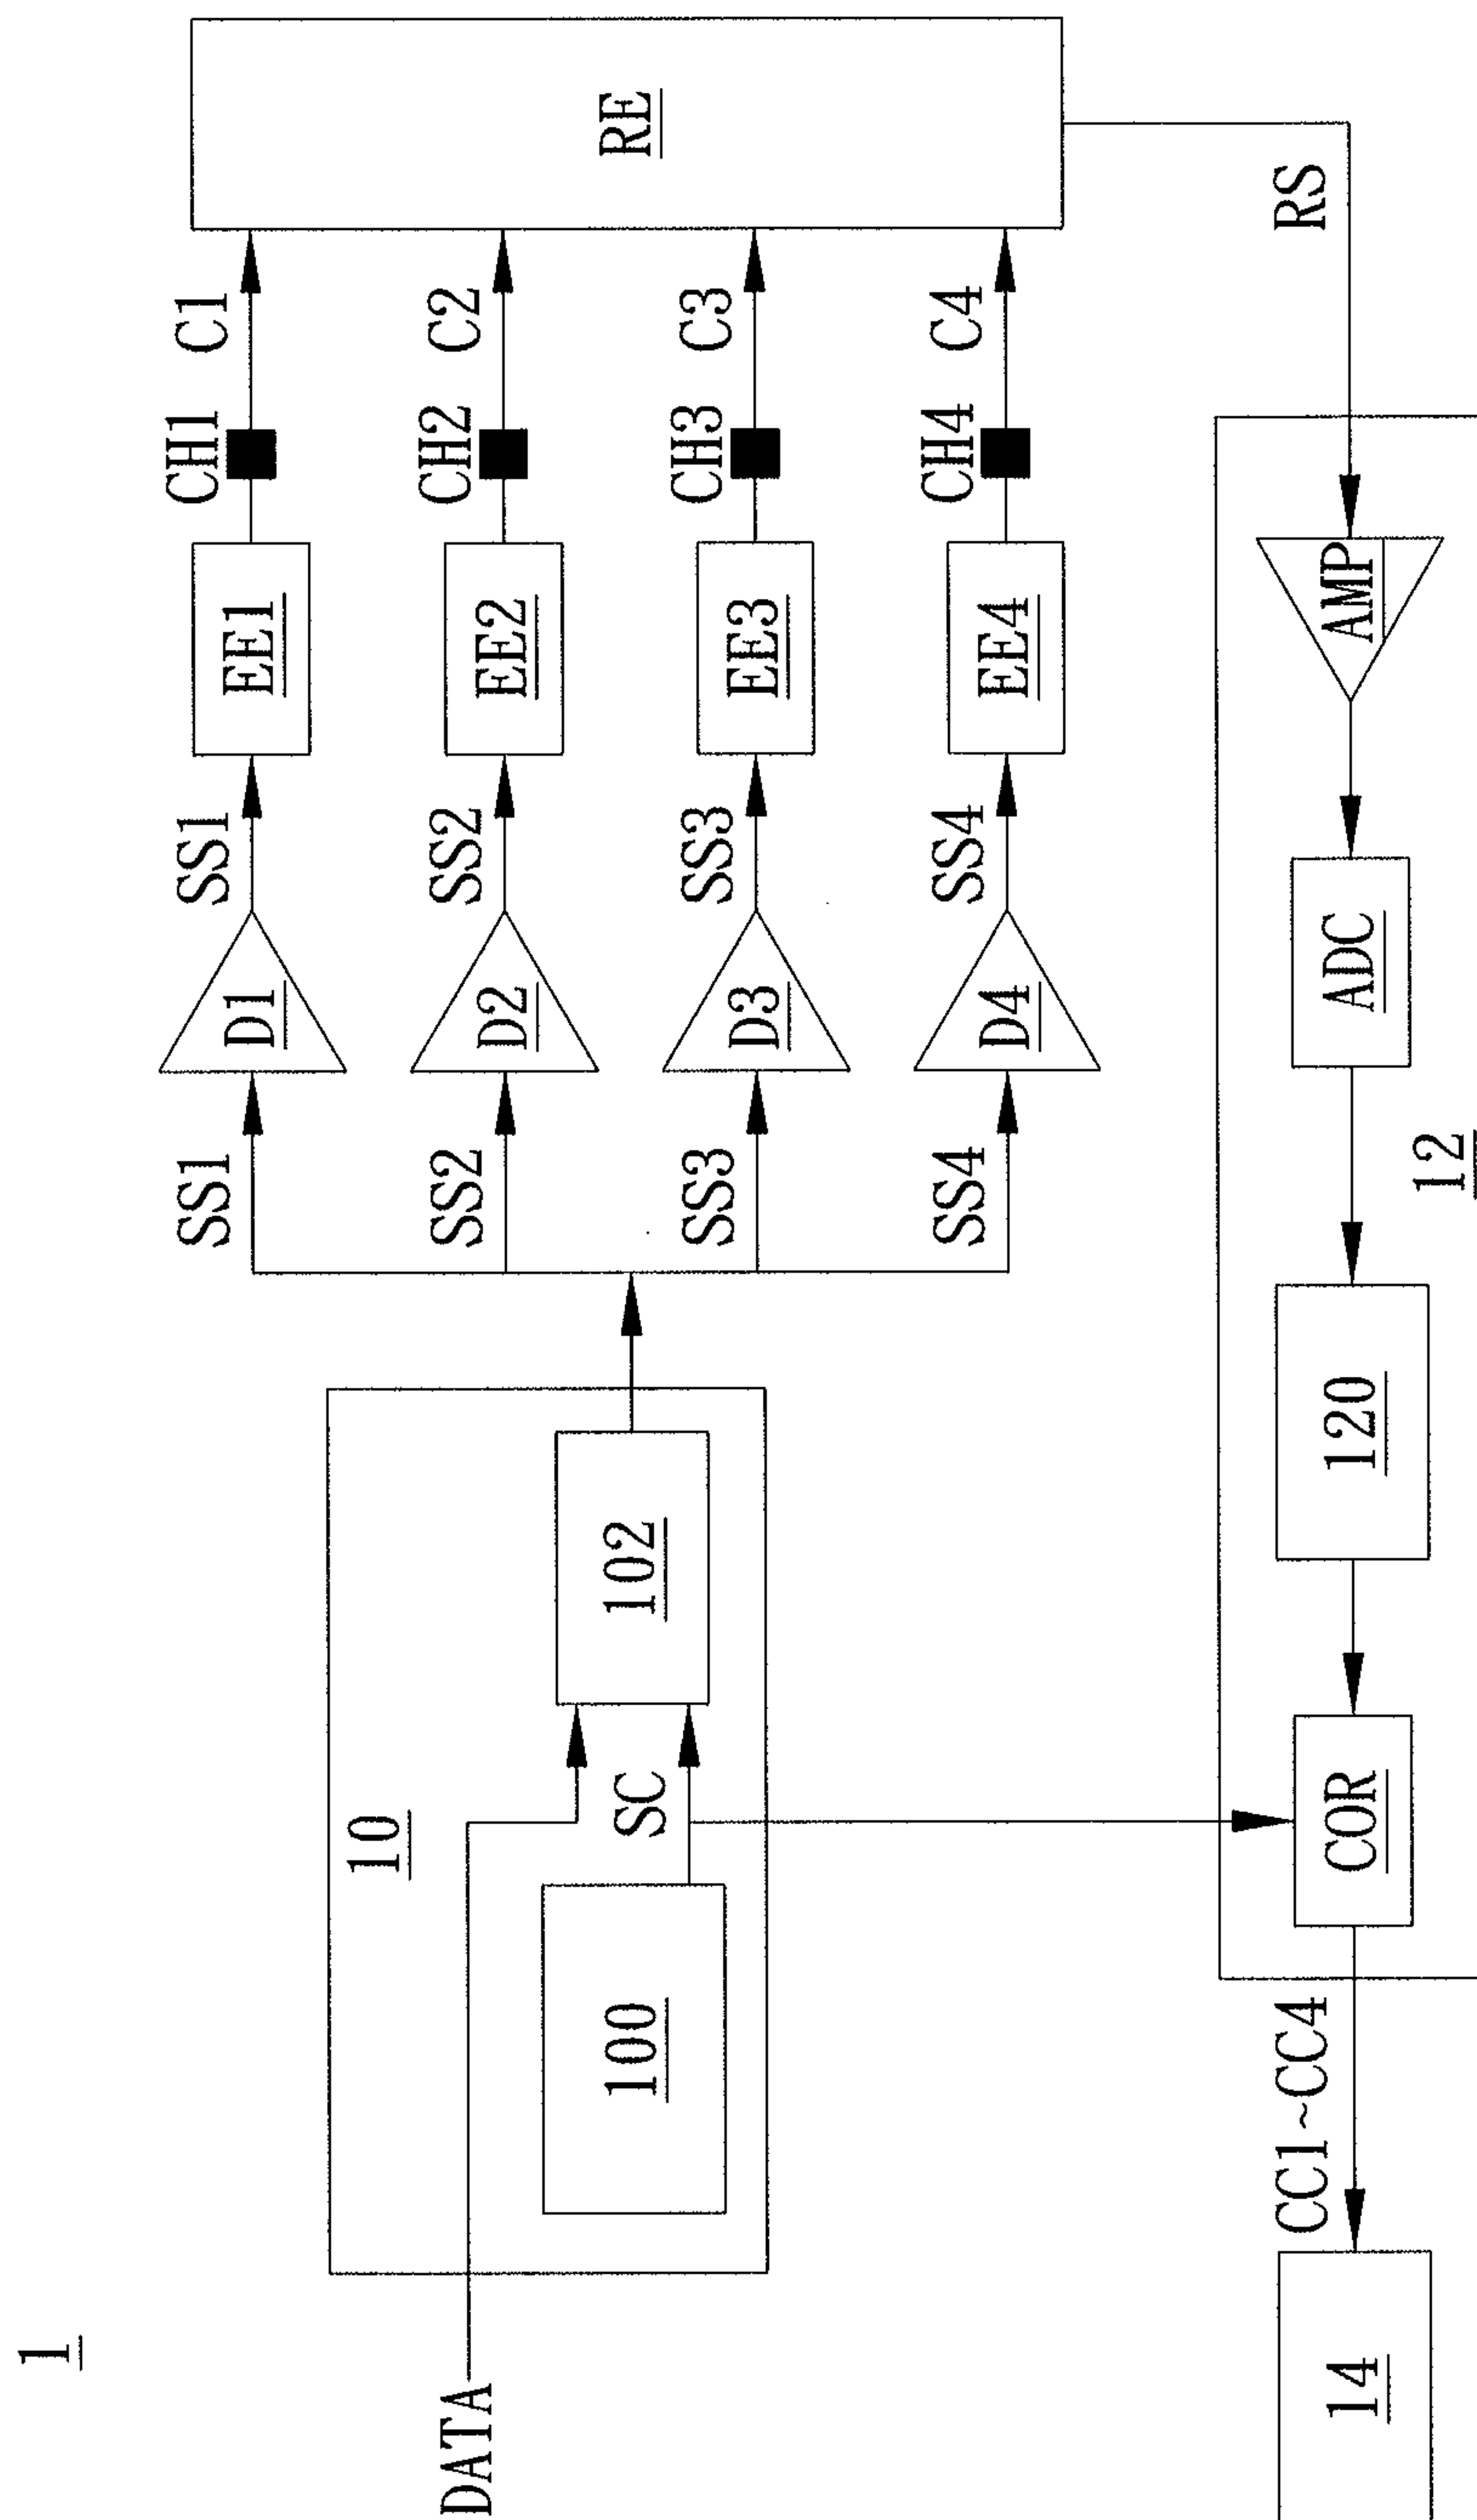 1
DATA
10
100
SC
102
SS1
SS2
SS3
SS4
D1
D2
D3
D4
SS1
SS2
SS3
SS4
EE1
EE2
EE3
EE4
CH1
CH2
CH3
CH4
C1
C2
C3
C4
RE
RS
AMP
ADC
12
120
COR
CC1~CC4
14